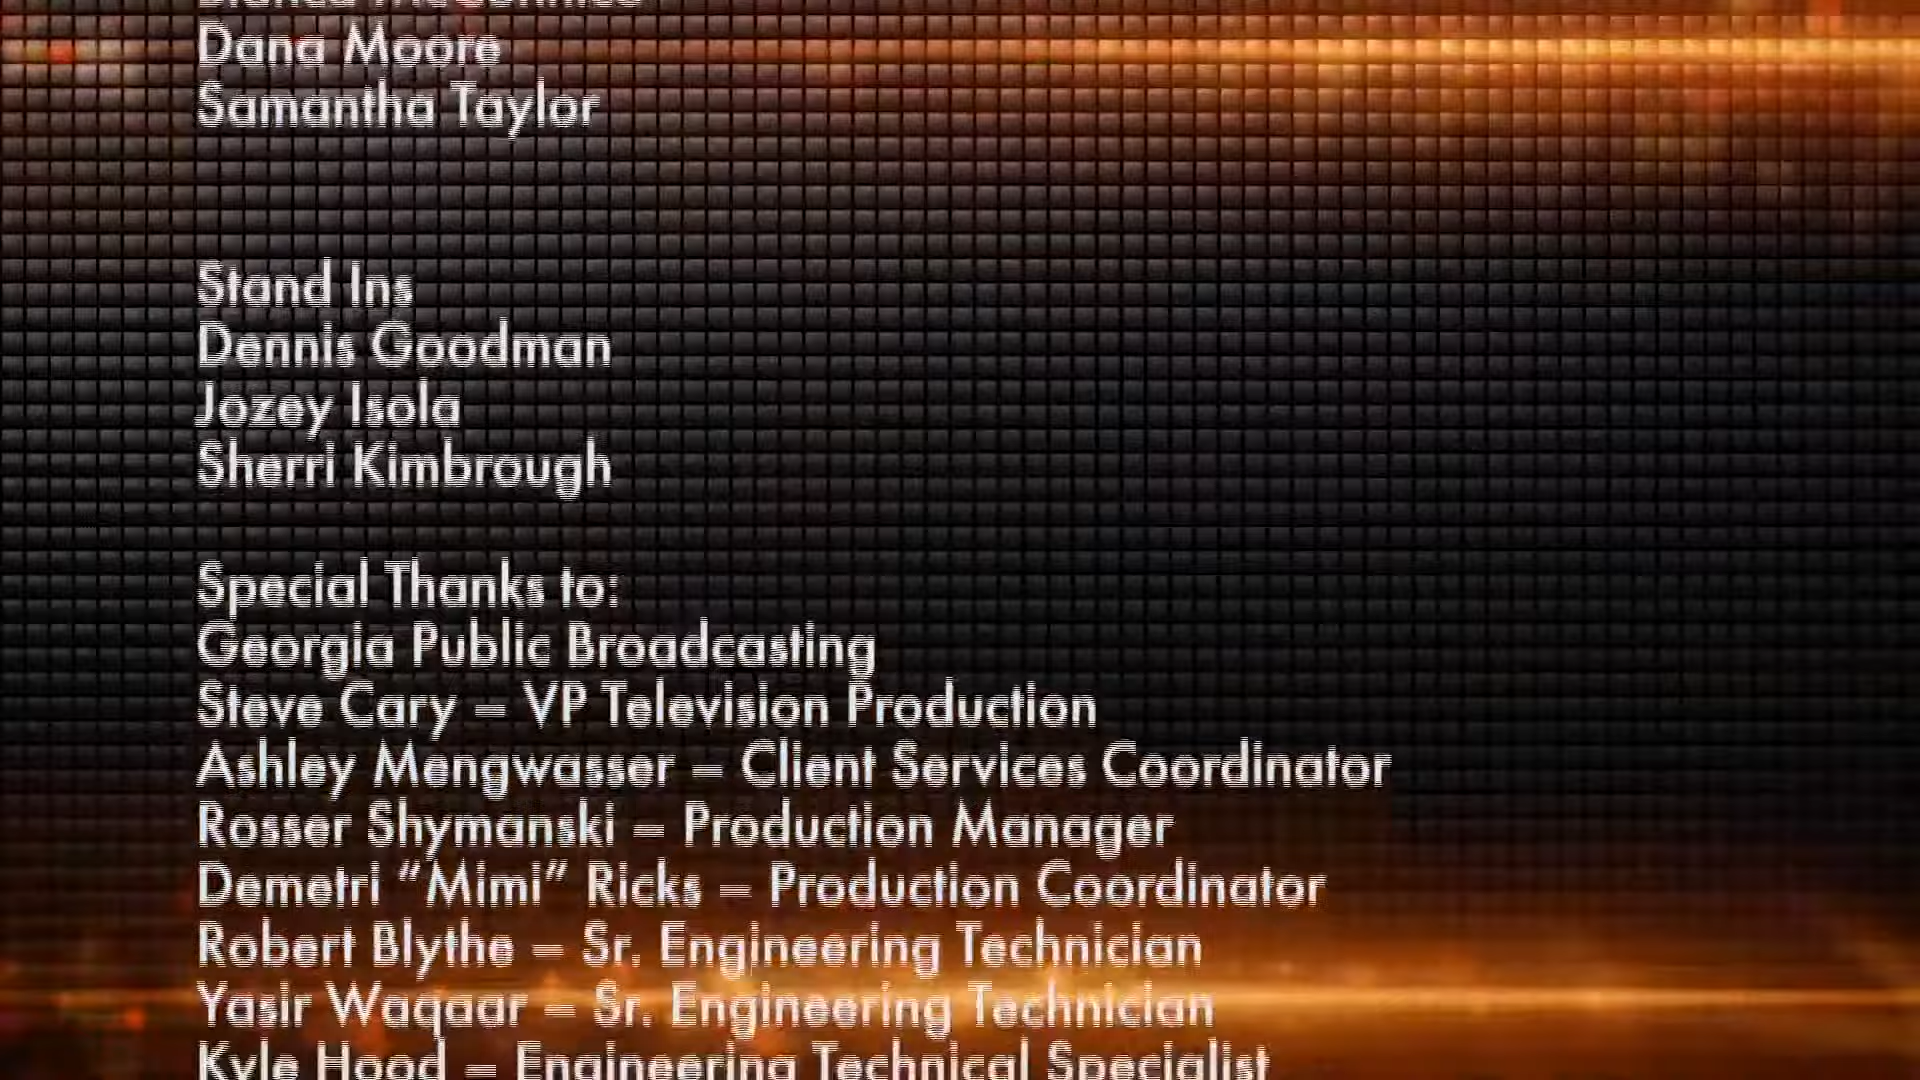 Dana Moore
Samantha Taylor
Stand Ins
Dennis Goodman
Jozey Isola
Sherri Kimbrough
Special Thanks to:
Georgia Public Broadcasting
Steve Cary – VP Television Production
Ashley Mengwasser – Client Services Coordinator
Rosser Shymanski – Production Manager
Demetri “Mimi” Ricks – Production Coordinator
Robert Blythe – Sr. Engineering Technician
Yasir Waqaar – Sr. Engineering Technician
Kyle Hood – Engineering Technical Specialist